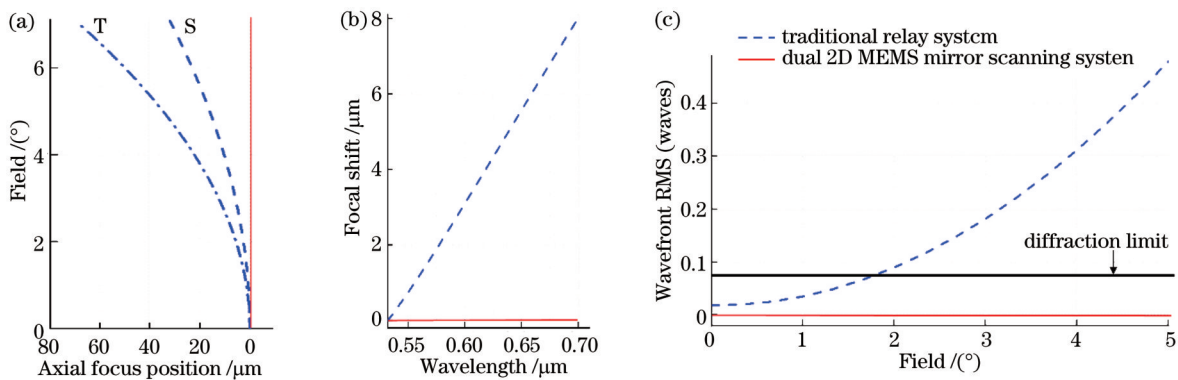 (a)
T
S
6
4
2
0
80
60
40
20
0
Field /(°)
Axial focus position /μm
(b)
8
6
4
2
0
0.55
0.60
0.65
0.70
Focal shift /μm
Wavelength /μm
(c)
traditional relay systcm
dual 2D MEMS mirror scanning systen
0.4
0.3
0.2
0.1
0
0
1
2
3
4
5
Wavefront RMS (waves)
diffraction limit
Field /(°)